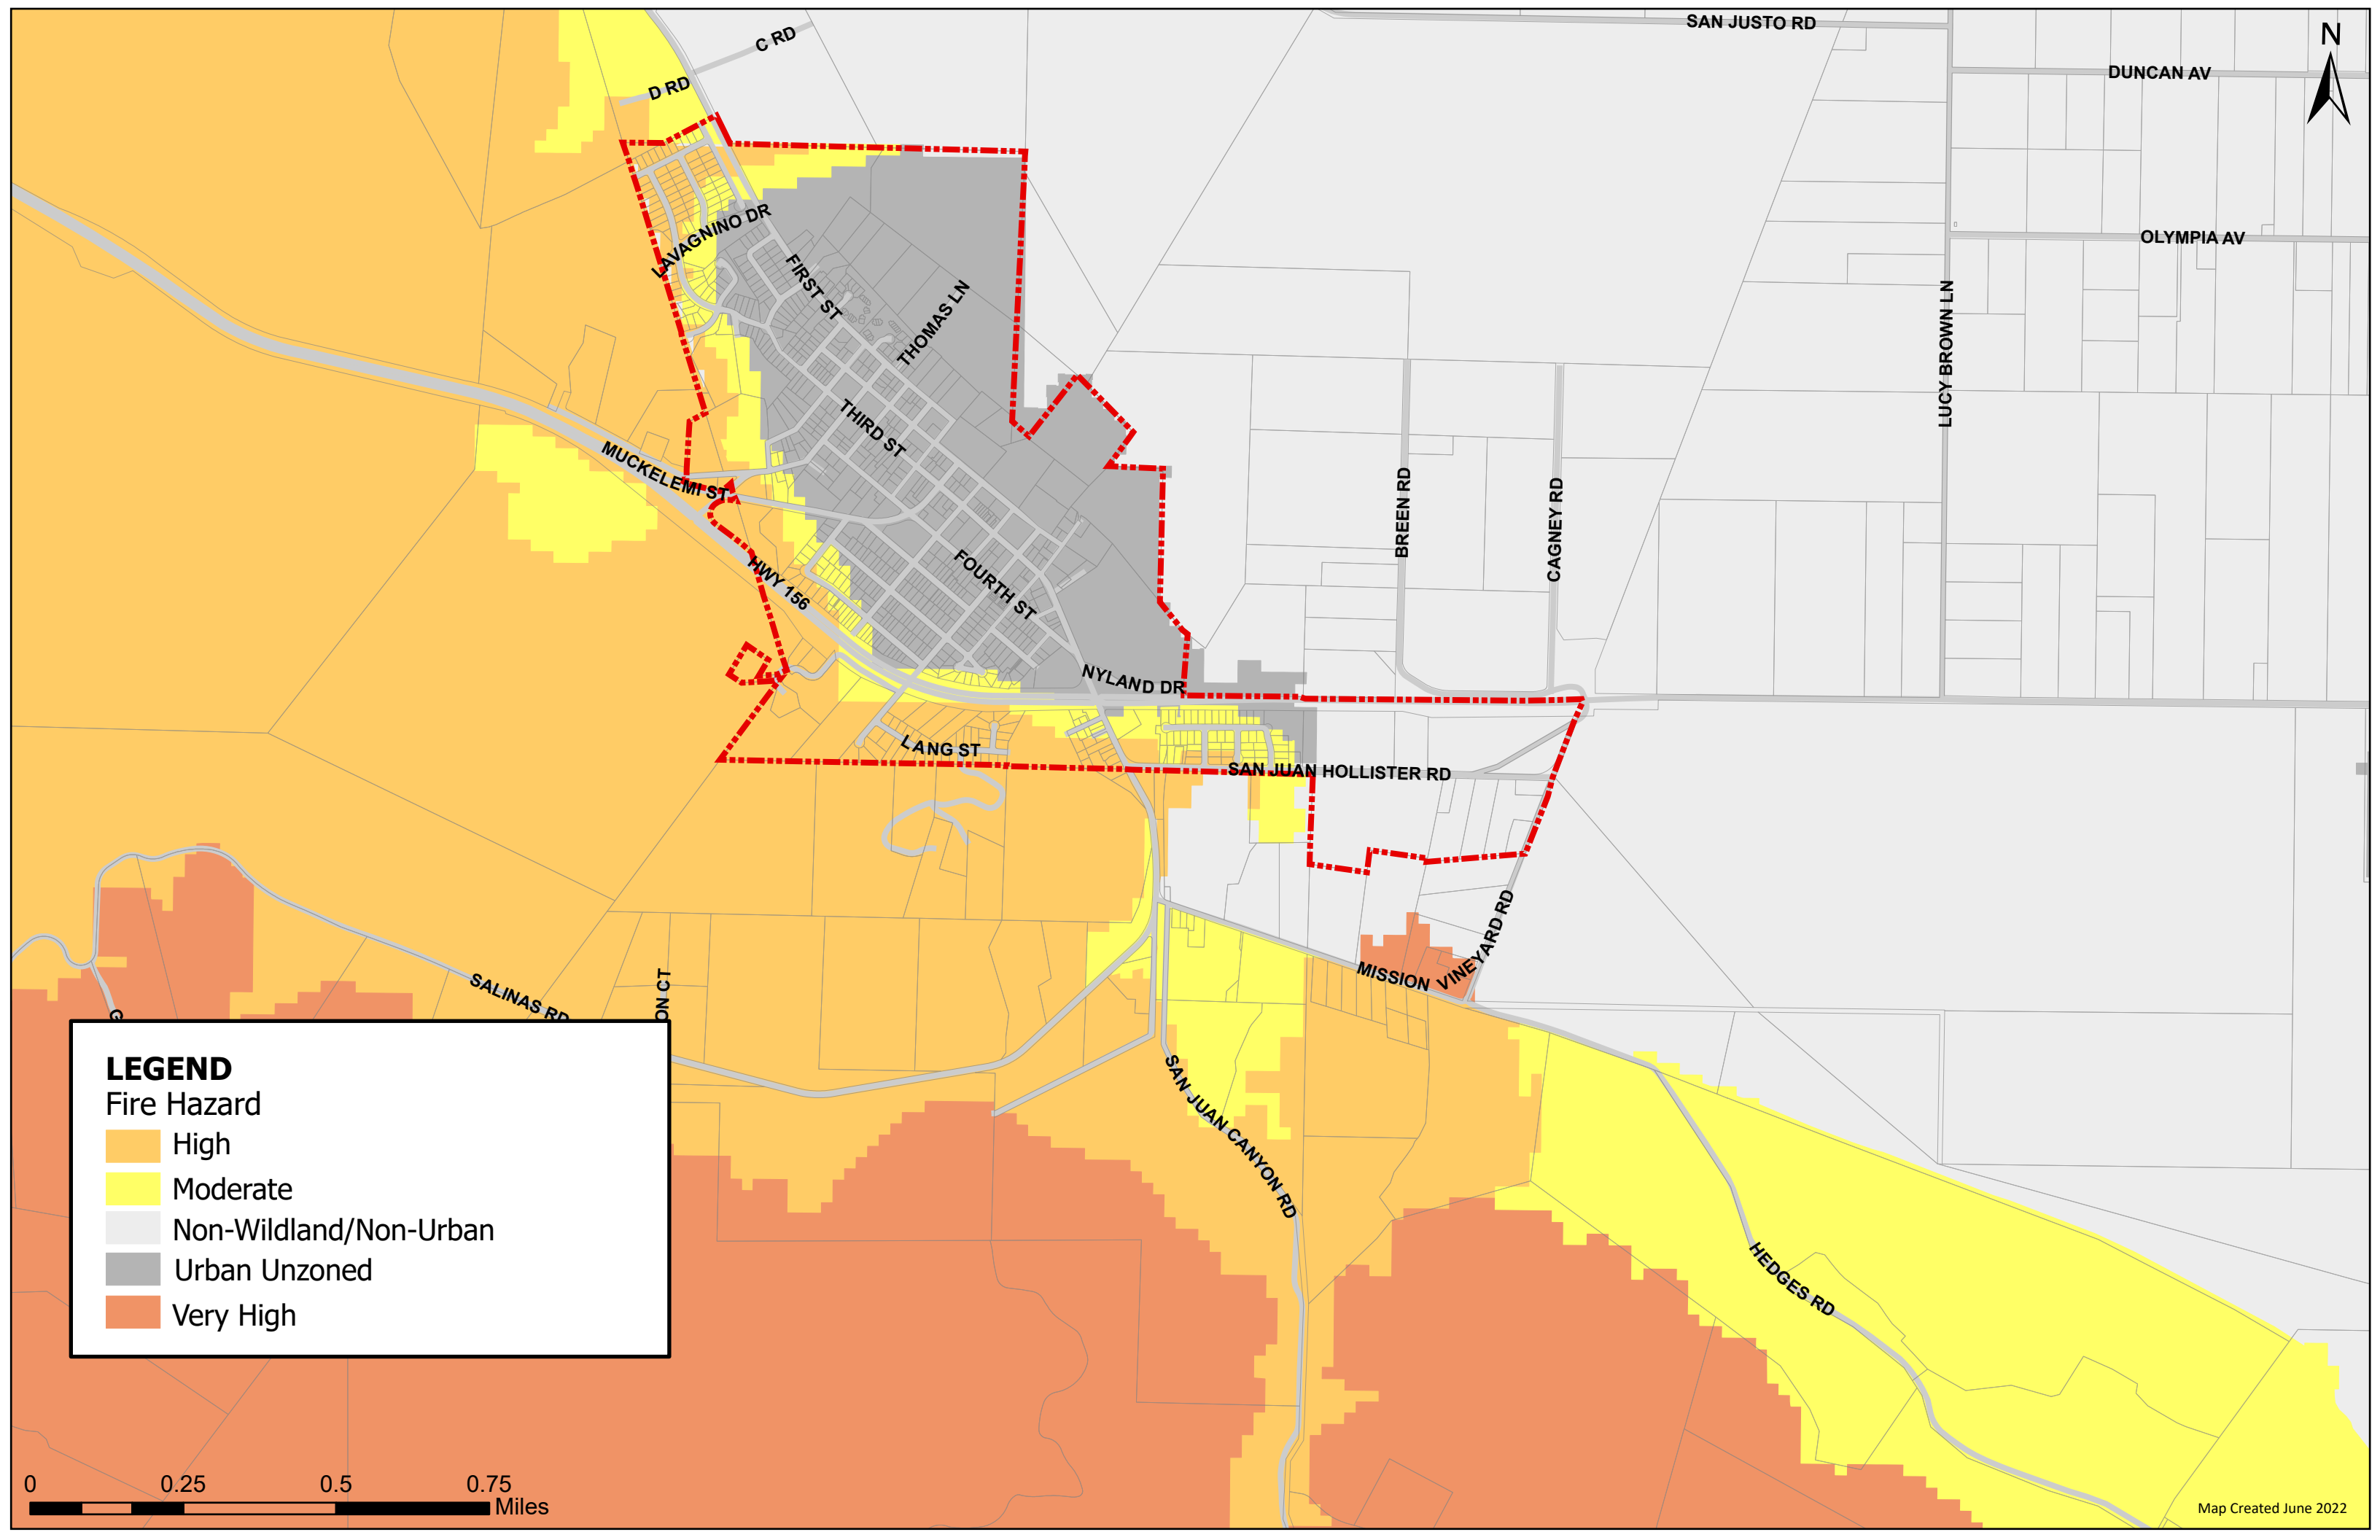 SAN JUSTO RD
N
C RD
DUNCAN AV
D RD
LAVAGNINO DR
OLYMPIA AV
FIRST ST
THOMAS LN
LUCY BROWN LN
THIRD ST
MUCKELEMI ST
BREEN RD
CAGNEY RD
HWY 156
FOURTH ST
NYLAND DR
LANG ST
SAN JUAN HOLLISTER RD
VINEYARD RD
MISSION
SALINAS RD
ON CT
G
SAN JUAN CANYON RD
HEDGES RD
LEGEND
Fire Hazard
High
Moderate
Non-Wildland/Non-Urban
Urban Unzoned
Very High
0 0.25 0.5 0.75
Miles
Map Created June 2022